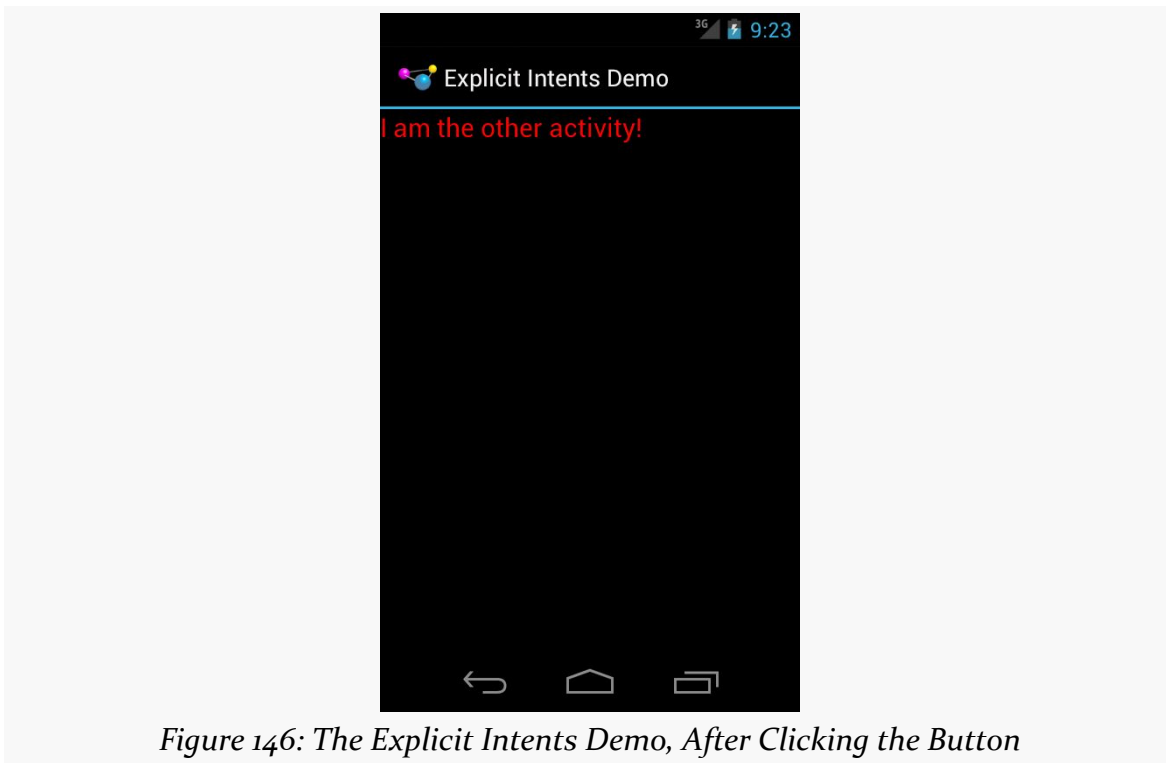 3G 9:23
Explicit Intents Demo
I am the other activity!
Figure 146: The Explicit Intents Demo, After Clicking the Button